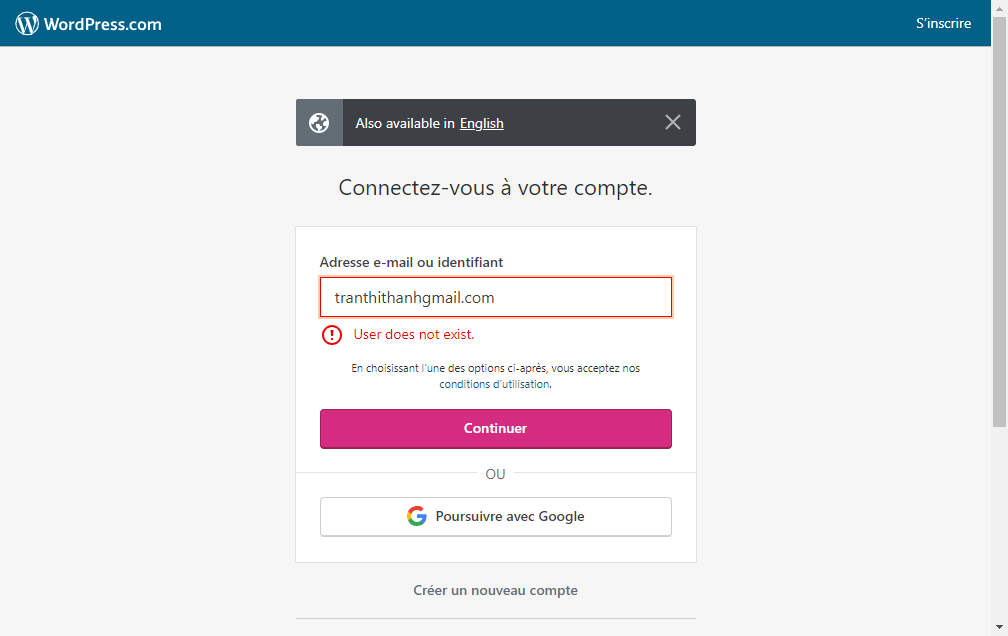 WordPress.com
S'inscrire
Also available in English
Connectez-vous à votre compte.
Adresse e-mail ou identifiant
tranthithanhgmail.com
User does not exist.
En choisissant l'une des options ci-après, vous acceptez nos
conditions d'utilisation.
Continuer
OU
Poursuivre avec Google
Créer un nouveau compte